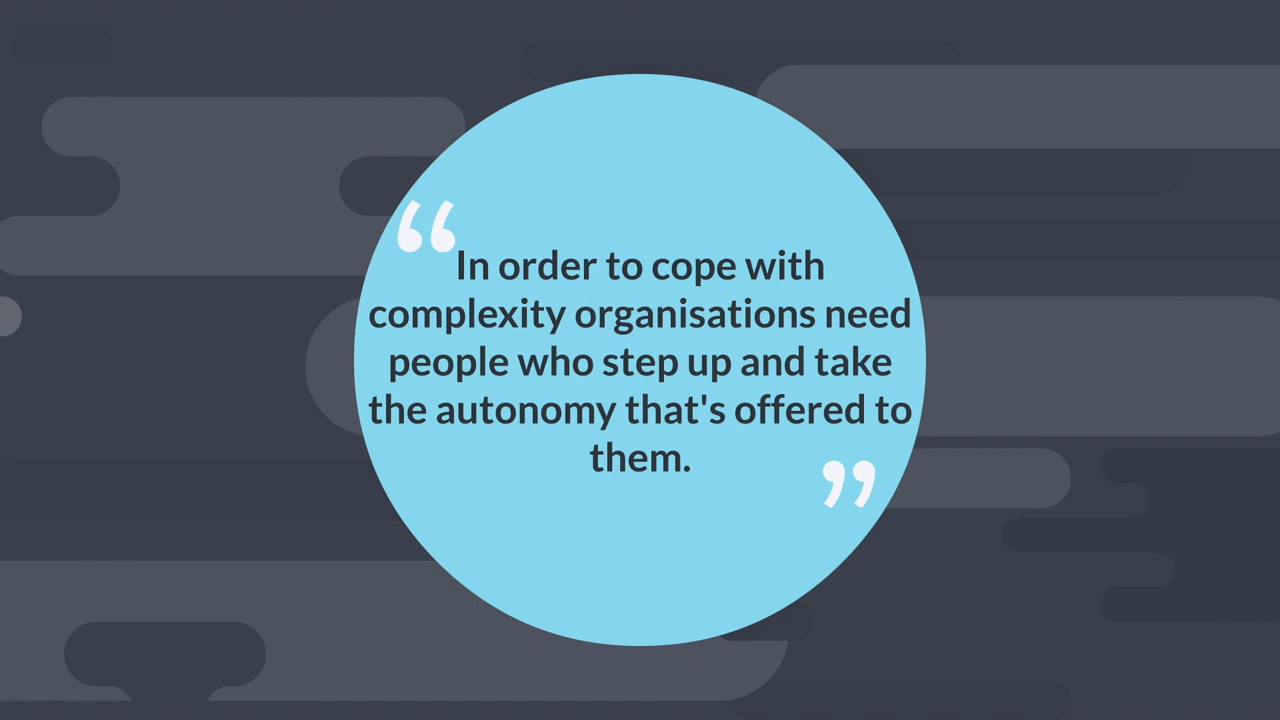 “In order to cope with
complexity organisations need
people who step up and take
the autonomy that's offered to
them.”